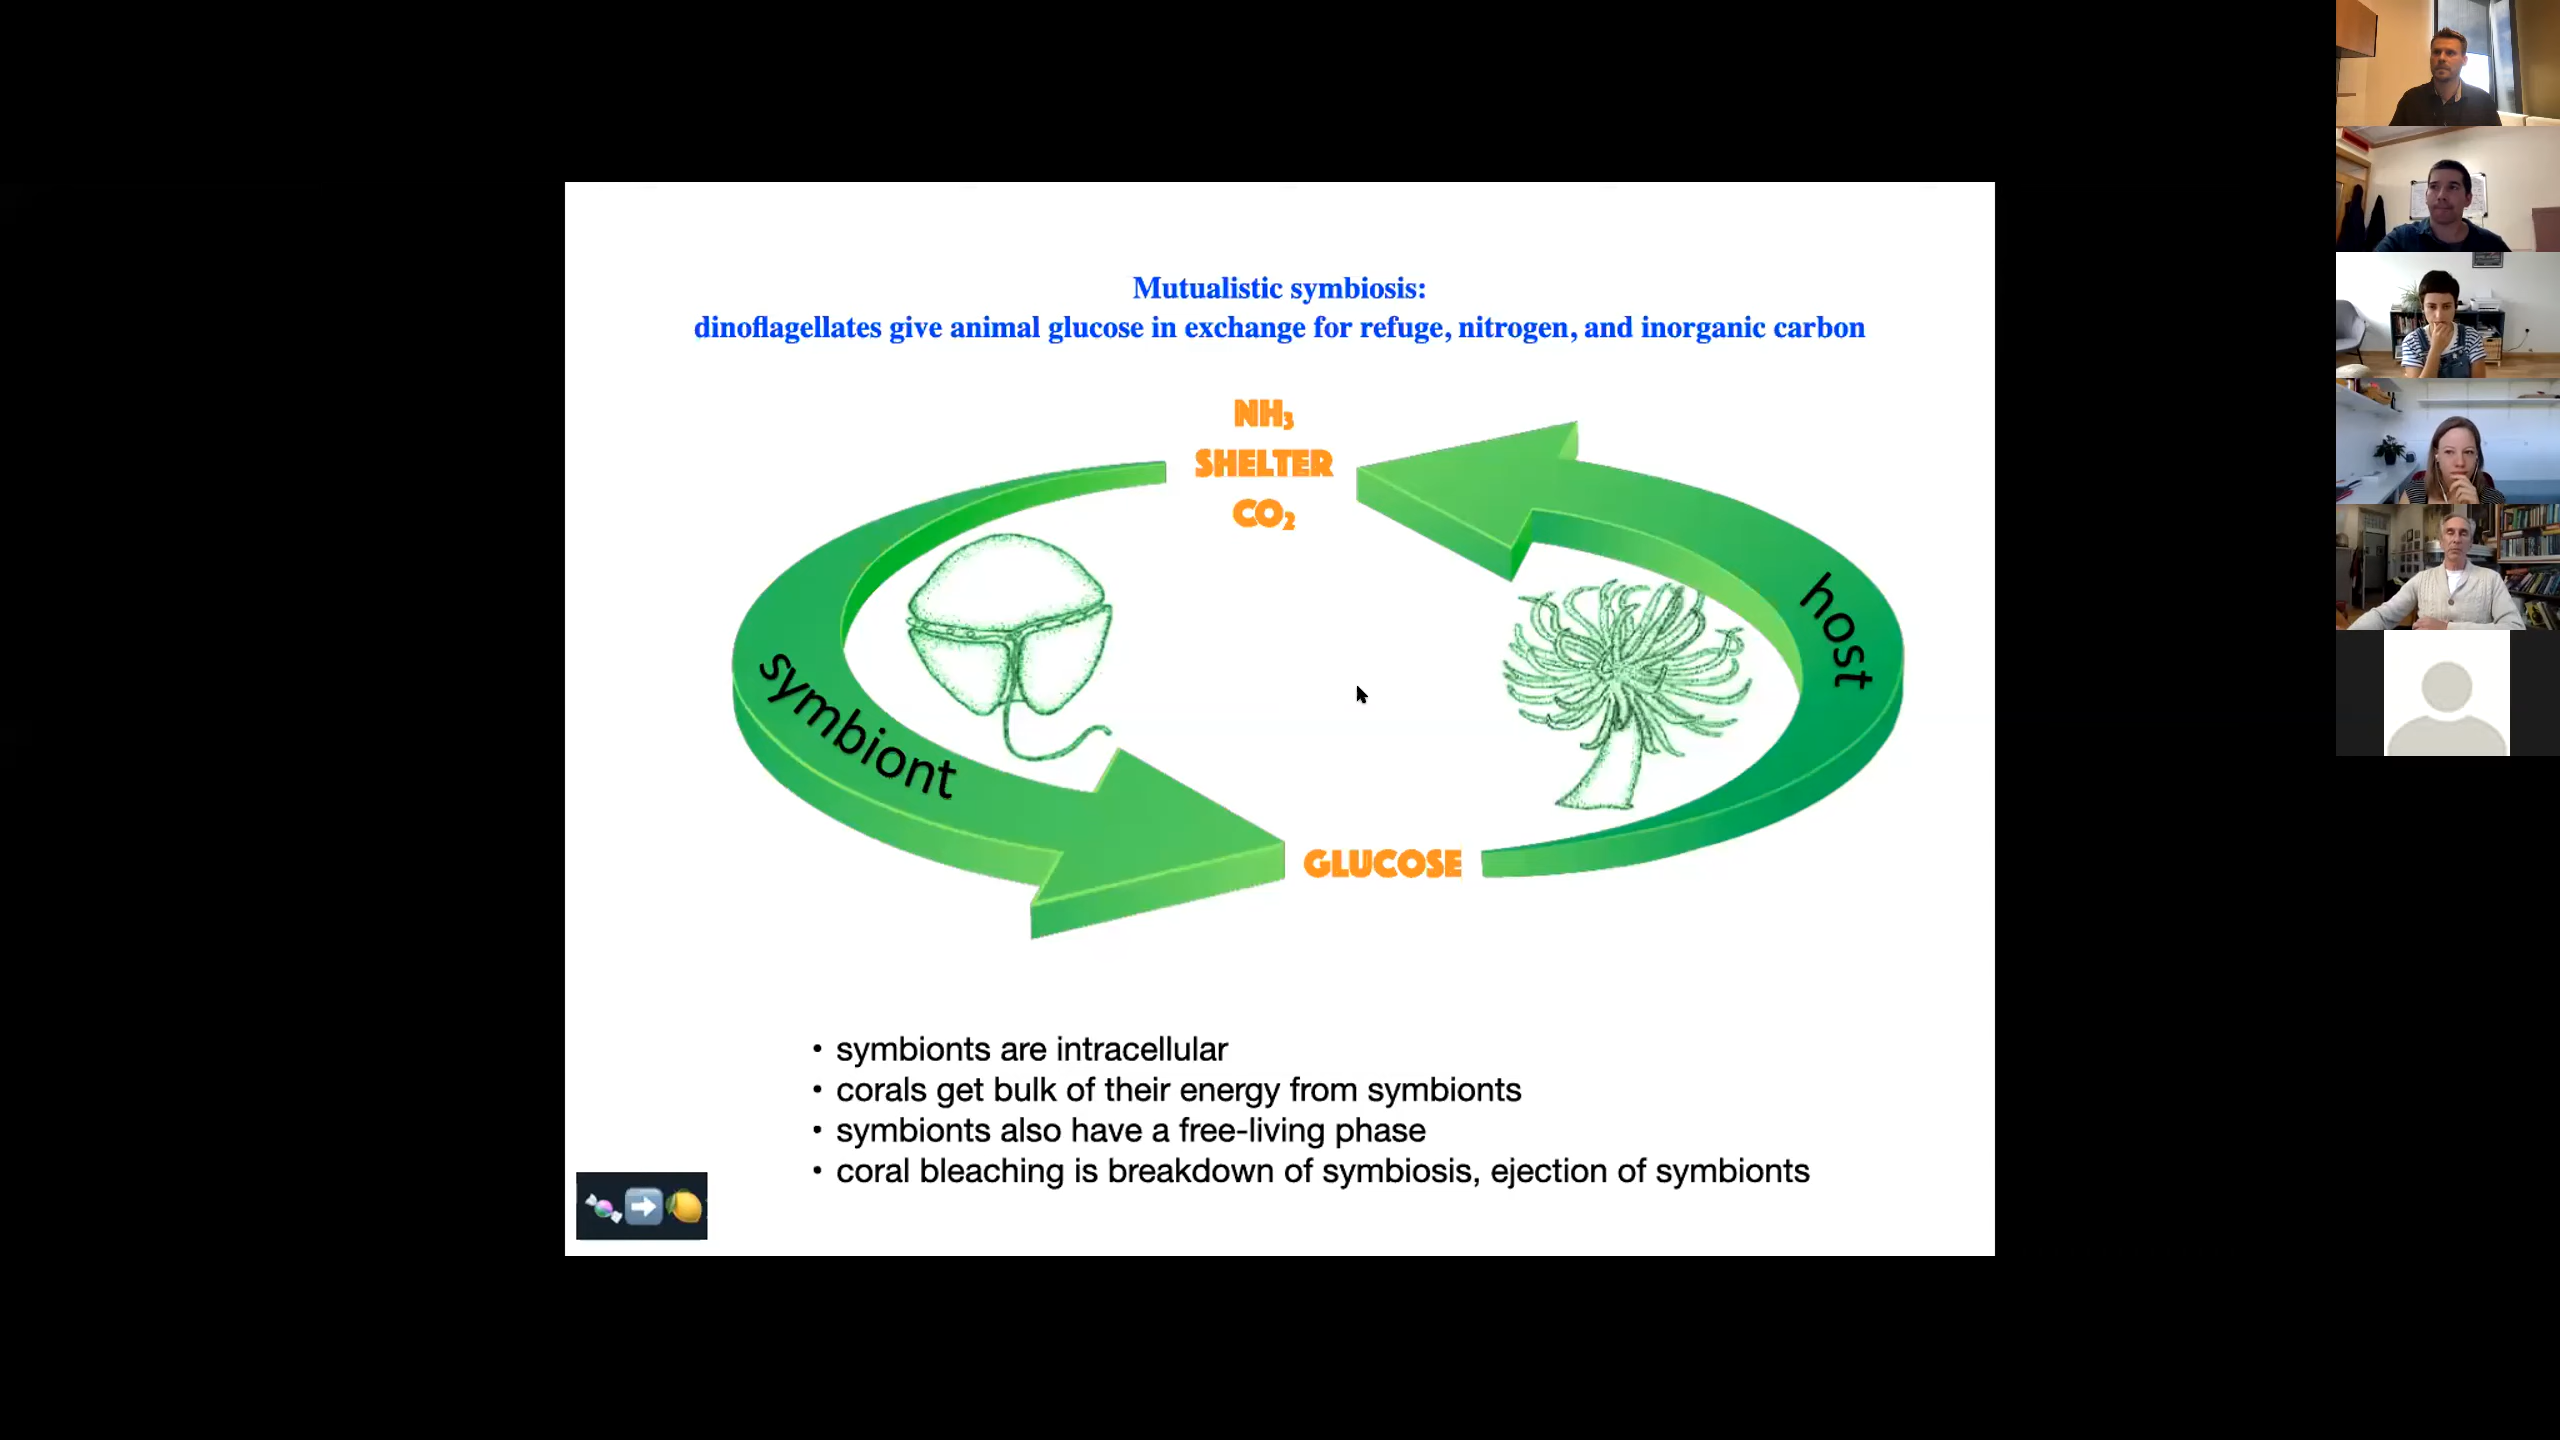 Mutualistic symbiosis:
dinoflagellates give animal glucose in exchange for refuge, nitrogen, and inorganic carbon
NH₃
SHELTER
CO₂
symbiont
host
GLUCOSE
• symbionts are intracellular
• corals get bulk of their energy from symbionts
• symbionts also have a free-living phase
• coral bleaching is breakdown of symbiosis, ejection of symbionts